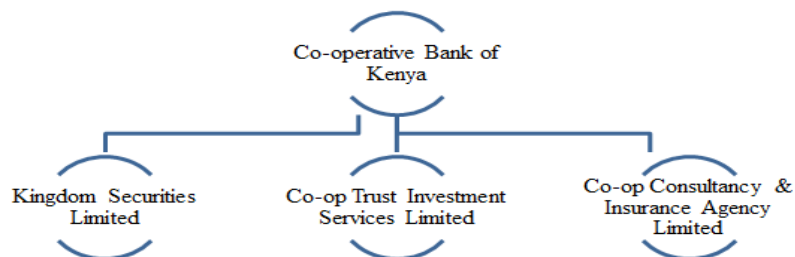 Co-operative Bank of
Kenya
Kingdom Securities
Limited
Co-op Trust Investment
Services Limited
Co-op Consultancy &
Insurance Agency
Limited